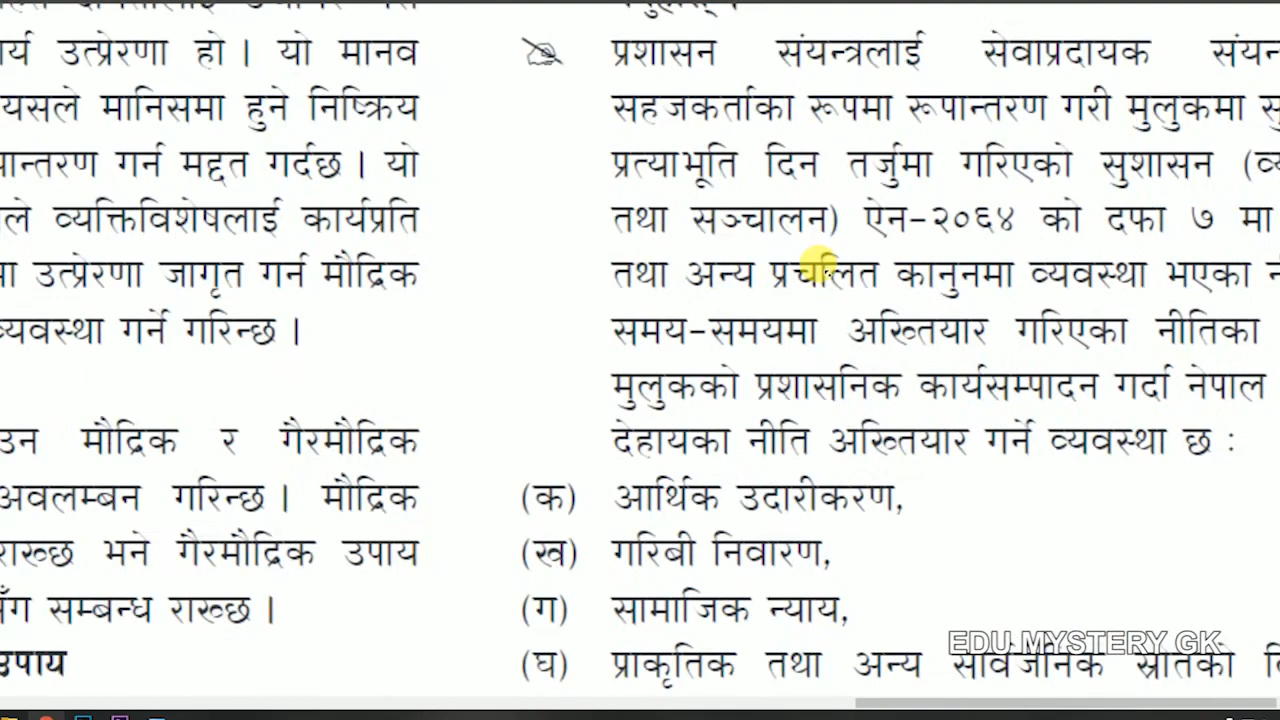 र्य उत्प्रेरणा हो । यो मानव
यसले मानिसमा हुने निष्क्रिय
पान्तरण गर्न मद्दत गर्दछ । यो
ले व्यक्तिविशेषलाई कार्यप्रति
मा उत्प्रेरणा जागृत गर्न मौद्रिक
व्यवस्था गर्ने गरिन्छ ।
उन मौद्रिक र गैरमौद्रिक
अवलम्बन गरिन्छ । मौद्रिक
राख्छ भने गैरमौद्रिक उपाय
सँग सम्बन्ध राख्छ ।
उपाय
प्रशासन संयन्त्रलाई सेवाप्रदायक संयन
सहजकर्ताका रूपमा रूपान्तरण गरी मुलुकमा सु
प्रत्याभूति दिन तर्जुमा गरिएको सुशासन (व्य
तथा सञ्चालन) ऐन-२०६४ को दफा ७ मा
तथा अन्य प्रचलित कानुनमा व्यवस्था भएका नी
समय-समयमा अख्तियार गरिएका नीतिका
मुलुकको प्रशासनिक कार्यसम्पादन गर्दा नेपाल
देहायका नीति अख्तियार गर्ने व्यवस्था छ :
(क) आर्थिक उदारीकरण,
(ख) गरिबी निवारण,
(ग) सामाजिक न्याय,
(घ) प्राकृतिक तथा अन्य सार्वजनिक स्रोतको
EDU MYSTERY GK